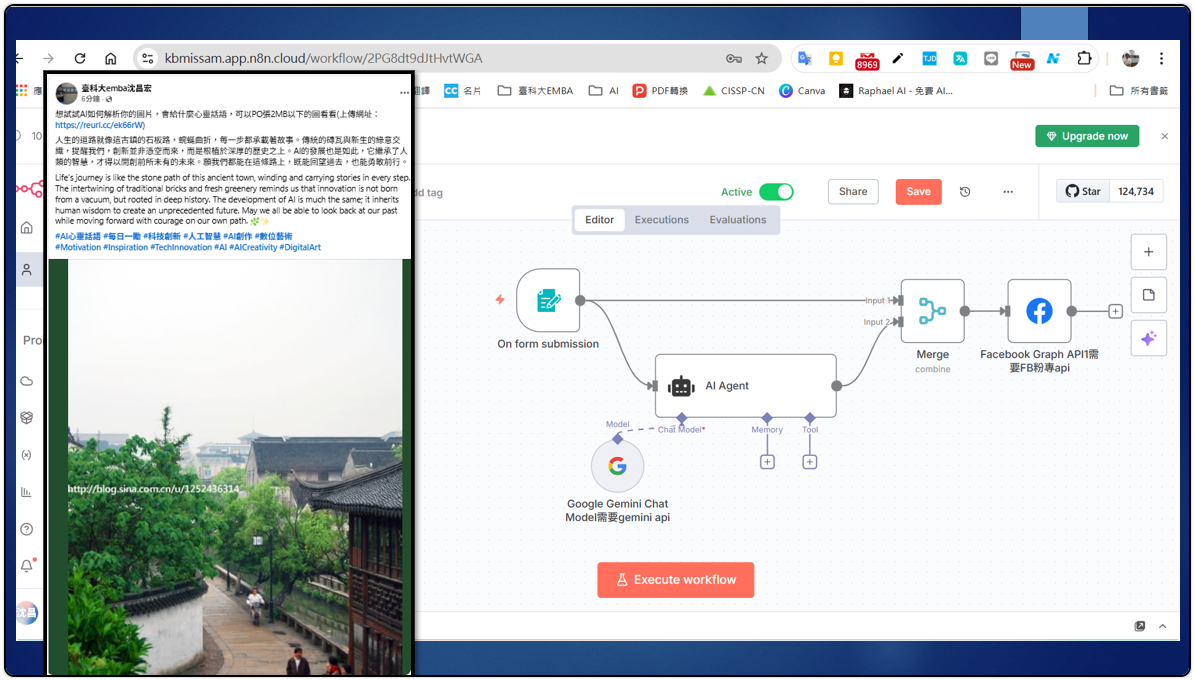 kbmissam.app.n8n.cloud/workflow/2PG8dt9dJtHvtWGA
8969
TJD
New
應
翻譯
CC 名片
臺科大EMBA
AI
PDF轉換
CISSP-CN
Canva
Raphael AI - 免費 AI...
所有書籤
臺科大emba沈昌宏
6分鐘
想試試AI如何解析你的圖片，會給什麼心靈話語，可以PO張2MB以下的圖看看(上傳網址：
https://reurl.cc/ek66rW)
人生的道路就像這古鎮的石板路，蜿蜒曲折，每一步都承載著故事。傳統的磚瓦與新生的綠意交
織，提醒我們，創新並非憑空而來，而是根植於深厚的歷史之上。AI的發展也是如此，它繼承了人
類的智慧，才得以開創前所未有的未來。願我們都能在這條路上，既能回望過去，也能勇敢前行。
Life's journey is like the stone path of this ancient town, winding and carrying stories in every step.
The intertwining of traditional bricks and fresh greenery reminds us that innovation is not born
from a vacuum, but rooted in deep history. The development of AI is much the same; it inherits
human wisdom to create an unprecedented future. May we all be able to look back at our past
while moving forward with courage on our own path. 🌿✨
#AI心靈話語 #每日一勵 #科技創新 #人工智慧 #AI創作 #數位藝術
#Motivation #Inspiration #TechInnovation #AI #AICreativity #DigitalArt
http://blog.sina.com.cn/u/1252436314
10
Pro
沈昌
Upgrade now
dd tag
Active
Share
Save
Star
124,734
Editor
Executions
Evaluations
On form submission
Input 1
Input 2
Merge
combine
Facebook Graph API1需
要FB粉專api
AI Agent
Model
Chat Model*
Memory
Tool
Google Gemini Chat
Model需要gemini api
Execute workflow